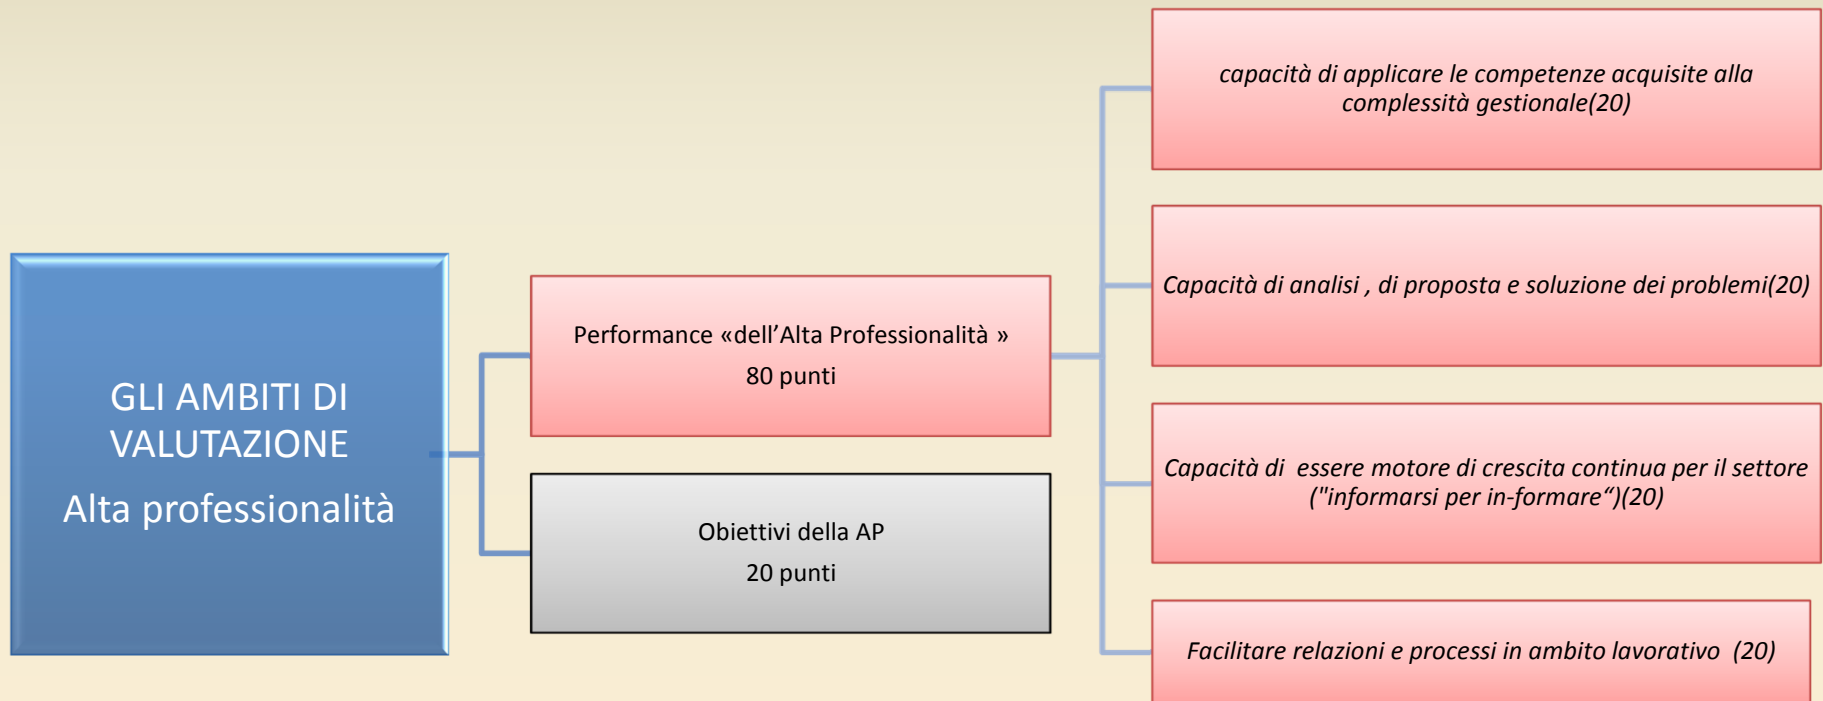 GLI AMBITI DI
VALUTAZIONE
Alta professionalità
Performance «dell’Alta Professionalità »
80 punti
Obiettivi della AP
20 punti
capacità di applicare le competenze acquisite alla
complessità gestionale(20)
Capacità di analisi , di proposta e soluzione dei problemi(20)
Capacità di  essere motore di crescita continua per il settore
("informarsi per in-formare“)(20)
Facilitare relazioni e processi in ambito lavorativo  (20)